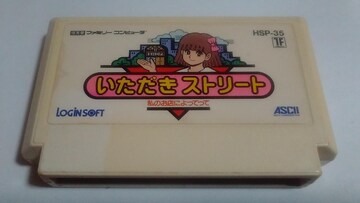 ファミリー コンピュータ
HSP-35
1F
いただき ストリート
私のお店によってって
LOGiN SOFT
ASCII